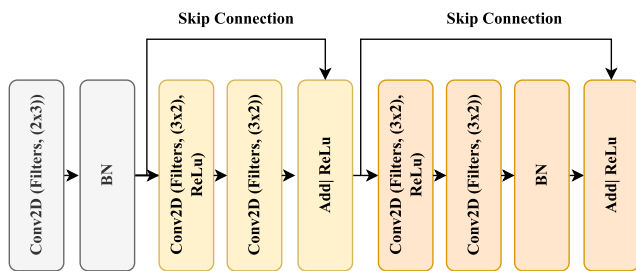 Skip Connection
Skip Connection
Conv2D (Filters, (2x3))
BN
Conv2D (Filters, (3x2),
ReLu)
Conv2D (Filters, (3x2))
Add| ReLu
Conv2D (Filters, (3x2),
ReLu)
Conv2D (Filters, (3x2))
BN
Add| ReLu